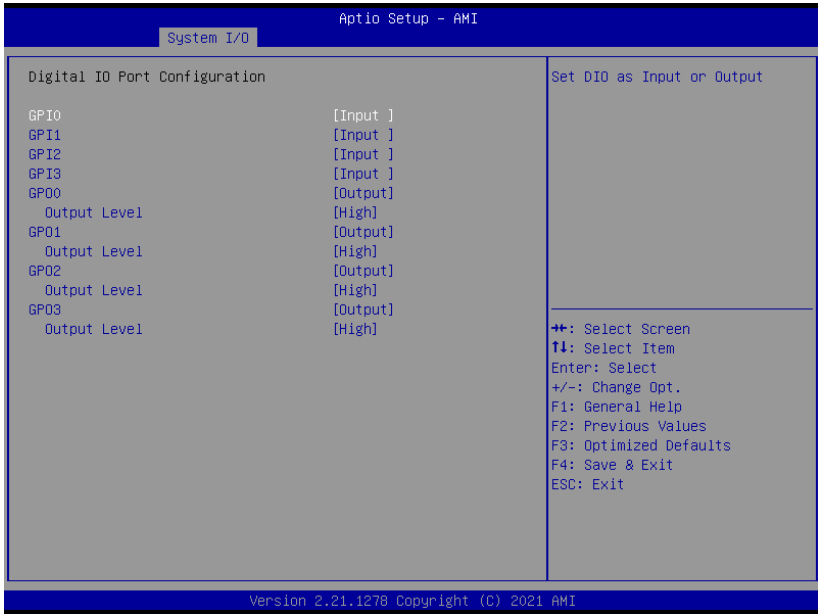 Aptio Setup – AMI
System I/O
Digital IO Port Configuration
GPI0 [Input ]
GPI1 [Input ]
GPI2 [Input ]
GPI3 [Input ]
GPO0 [Output]
Output Level [High]
GPO1 [Output]
Output Level [High]
GPO2 [Output]
Output Level [High]
GPO3 [Output]
Output Level [High]
Set DIO as Input or Output
→←: Select Screen
↑↓: Select Item
Enter: Select
+/-: Change Opt.
F1: General Help
F2: Previous Values
F3: Optimized Defaults
F4: Save & Exit
ESC: Exit
Version 2.21.1278 Copyright (C) 2021 AMI